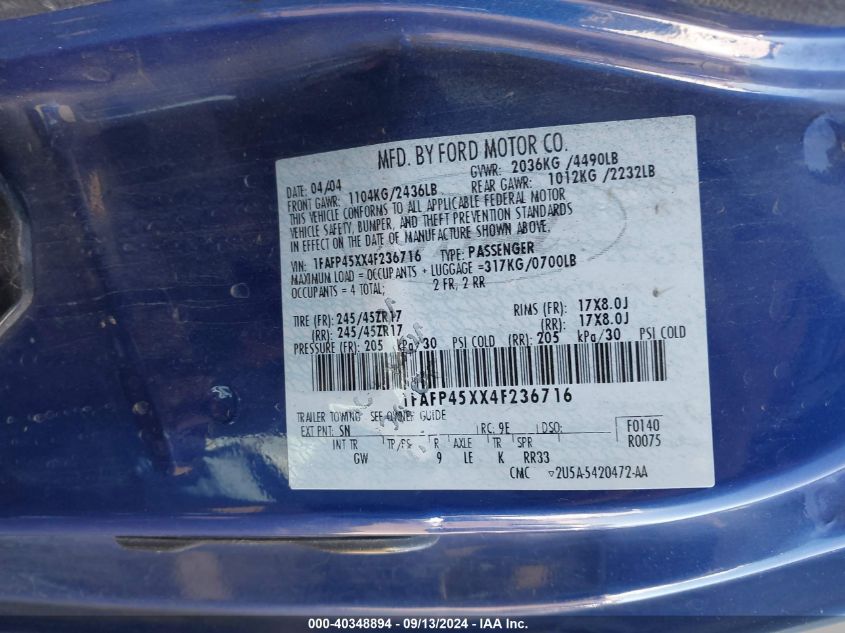 MFD. BY FORD MOTOR CO.
DATE: 04/04 GVWR: 2036KG /4490LB
FRONT GAWR: 1104KG/2436LB REAR GAWR: 1012KG /2232LB
THIS VEHICLE CONFORMS TO ALL APPLICABLE FEDERAL MOTOR
VEHICLE SAFETY, BUMPER, AND THEFT PREVENTION STANDARDS
IN EFFECT ON THE DATE OF MANUFACTURE SHOWN ABOVE.
VIN: 1FAFP45XX4F236716 TYPE: PASSENGER
MAXIMUM LOAD = OCCUPANTS + LUGGAGE =317KG/0700LB
OCCUPANTS = 4 TOTAL; 2 FR, 2 RR
TIRE (FR): 245/45ZR17 RIMS (FR): 17X8.0J
(RR): 245/45ZR17 (RR): 17X8.0J
PRESSURE (FR): 205 kPa/30 PSI COLD (RR): 205 kPa/30 PSI COLD
1FAFP45XX4F236716
TRAILER TOWING SEE OWNER GUIDE
EXT PNT: SN RC: 9E DSO: F0140
INT TR TP/PS R AXLE TR SPR R0075
GW 9 LE K RR33
CMC ▽2U5A-5420472-AA
000-40348894 - 09/13/2024 - IAA Inc.